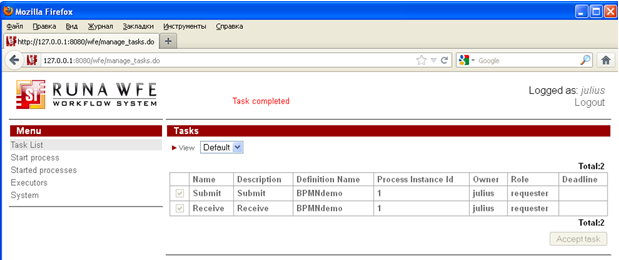 Mozilla Firefox
Файл Правка Вид Журнал Закладки Инструменты Справка
http://127.0.0.1:8080/wfe/manage_tasks.do +
127.0.0.1:8080/wfe/manage_tasks.do Google
RUNA WFE
WORKFLOW SYSTEM
Task completed
Logged as: julius
Logout
Menu
Task List
Start process
Started processes
Executors
System
Tasks
View Default
Total:2
Name Description Definition Name Process Instance Id Owner Role Deadline
Submit Submit BPMNdemo 1 julius requester
Receive Receive BPMNdemo 1 julius requester
Total:2
Accept task